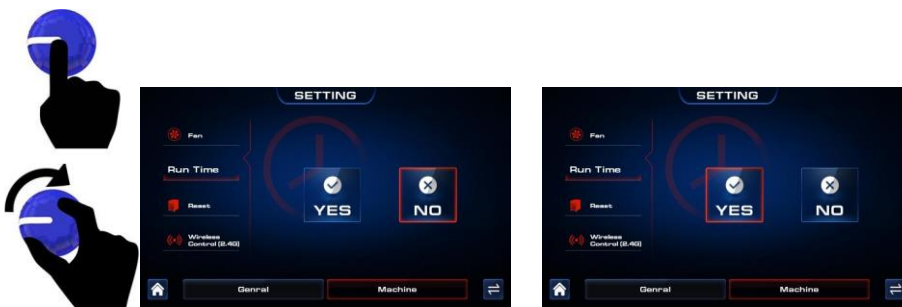 SETTING
Fan
Run Time
YES
NO
Reset
Wireless
Control (2.4G)
Genral
Machine
SETTING
Fan
Run Time
YES
NO
Reset
Wireless
Control (2.4G)
Genral
Machine